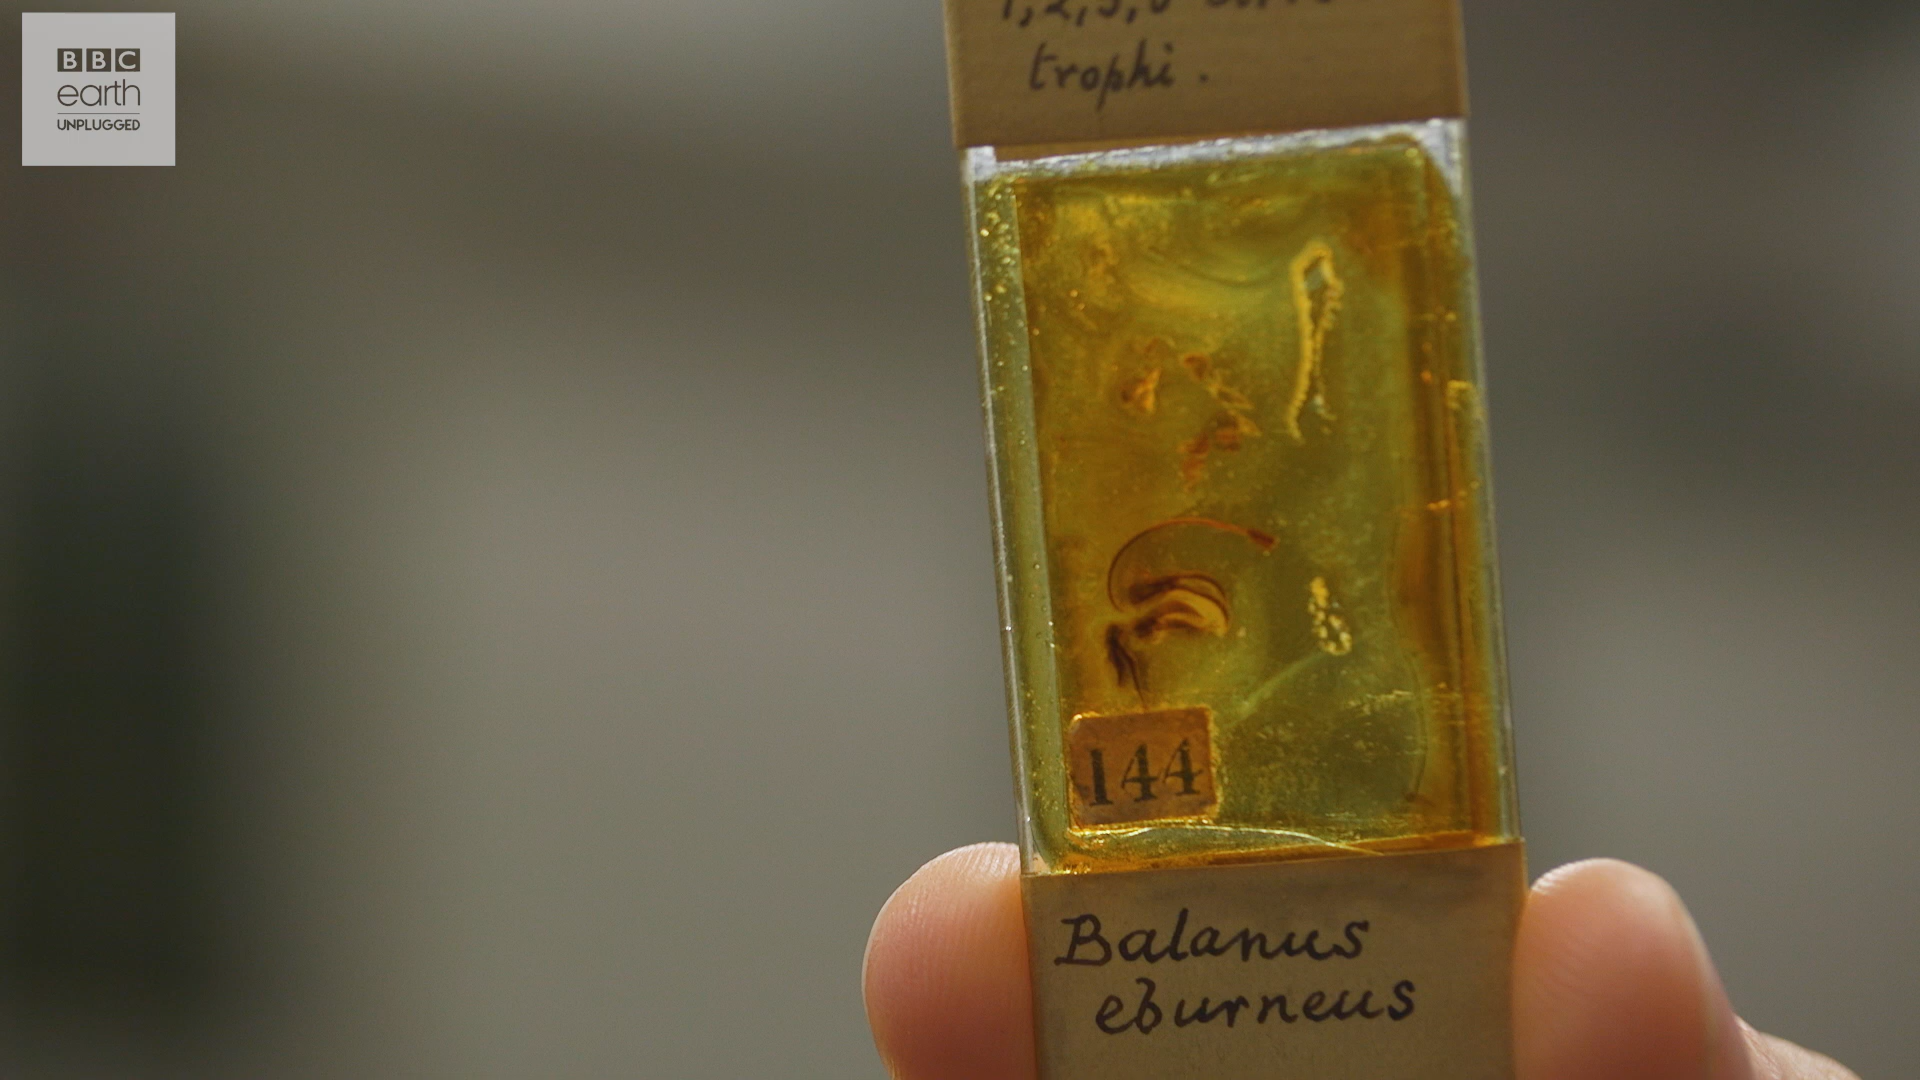 BBC
earth
UNPLUGGED
trophi.
144
Balanus
eburneus